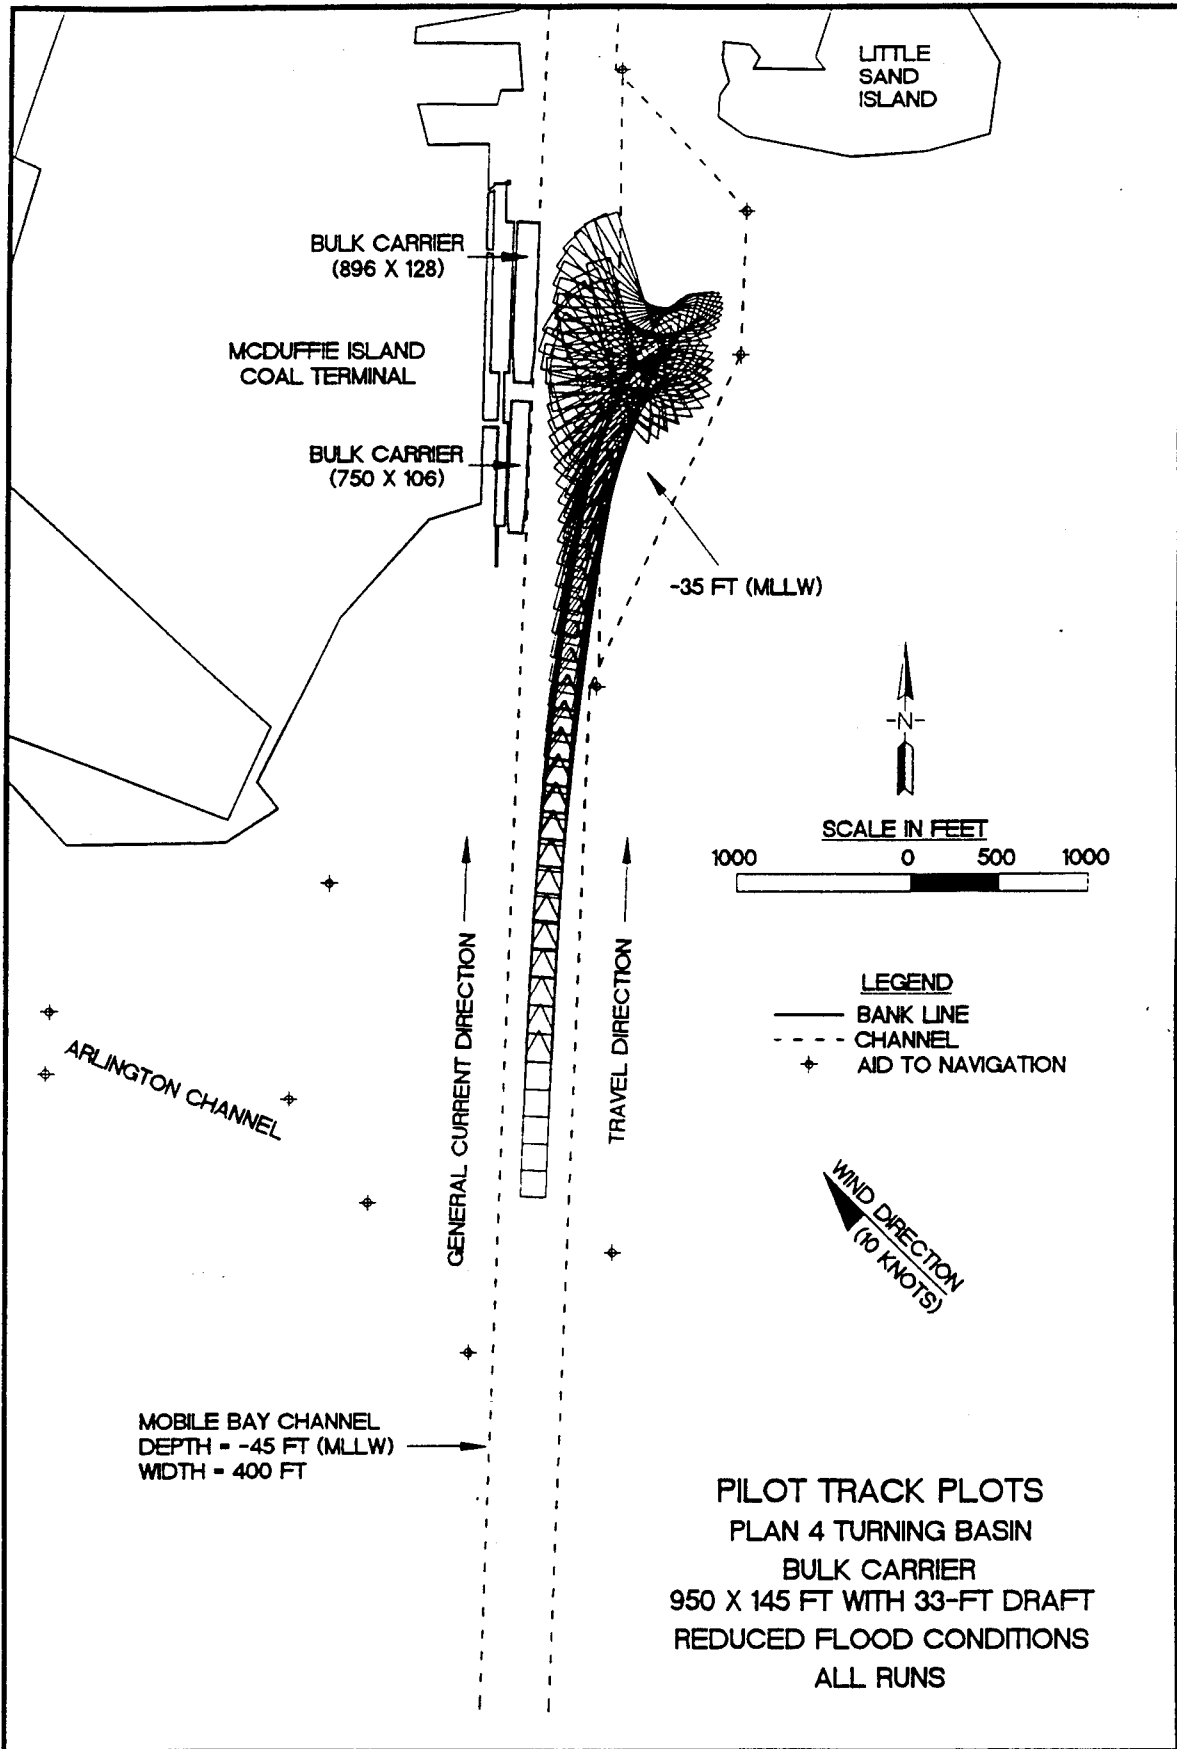 LITTLE
SAND
ISLAND
BULK CARRIER
(896 X 128)
MCDUFFIE ISLAND
COAL TERMINAL
BULK CARRIER
(750 X 106)
-35 FT (MLLW)
-N-
SCALE IN FEET
1000 0 500 1000
GENERAL CURRENT DIRECTION
TRAVEL DIRECTION
LEGEND
BANK LINE
CHANNEL
AID TO NAVIGATION
ARLINGTON CHANNEL
WIND DIRECTION
(10 KNOTS)
MOBILE BAY CHANNEL
DEPTH = -45 FT (MLLW)
WIDTH = 400 FT
PILOT TRACK PLOTS
PLAN 4 TURNING BASIN
BULK CARRIER
950 X 145 FT WITH 33-FT DRAFT
REDUCED FLOOD CONDITIONS
ALL RUNS